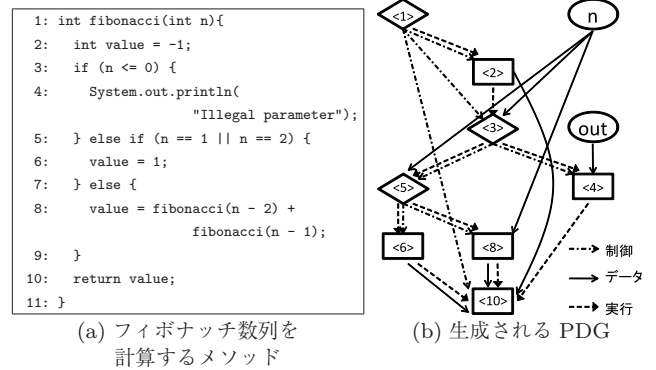 1: int fibonacci(int n){
2: int value = -1;
3: if (n <= 0) {
4: System.out.println(
"Illegal parameter");
5: } else if (n == 1 || n == 2) {
6: value = 1;
7: } else {
8: value = fibonacci(n - 2) +
fibonacci(n - 1);
9: }
10: return value;
11: }
(a) フィボナッチ数列を
計算するメソッド
<1>
n
<2>
<3>
out
<5>
<4>
<6>
<8>
<10>
制御
データ
実行
(b) 生成される PDG